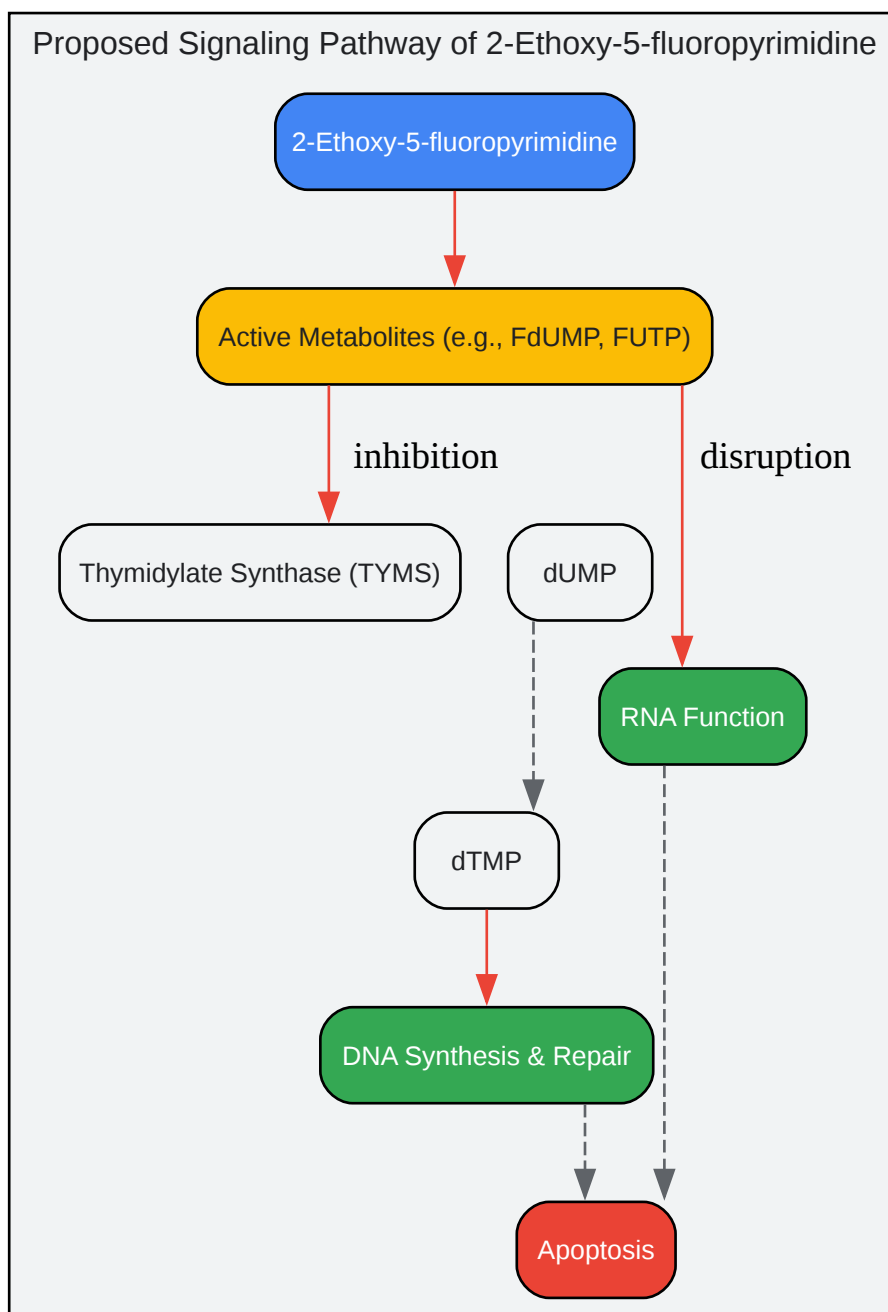 Proposed Signaling Pathway of 2-Ethoxy-5-fluoropyrimidine
2-Ethoxy-5-fluoropyrimidine
Active Metabolites (e.g., FdUMP, FUTP)
inhibition
disruption
Thymidylate Synthase (TYMS)
dUMP
RNA Function
dTMP
DNA Synthesis & Repair
Apoptosis